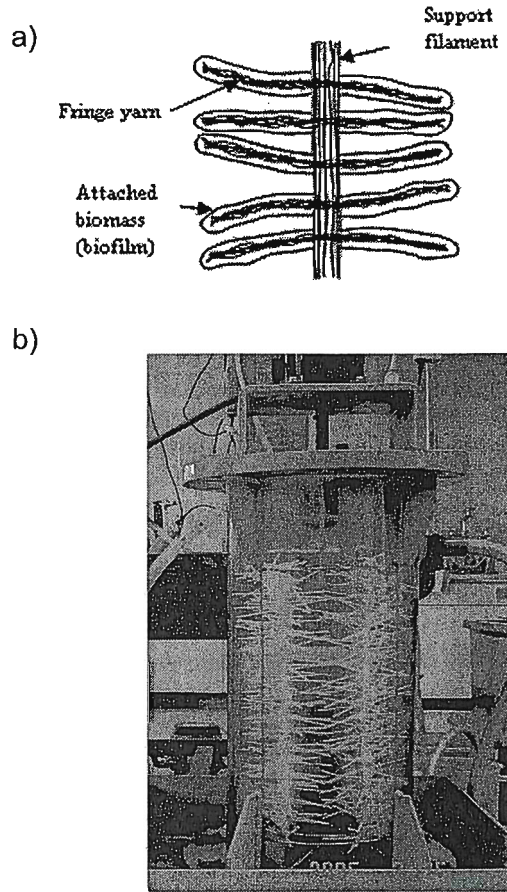 a)
Support
filament
Fringe yarn
Attached
biomass
(biofilm)
b)